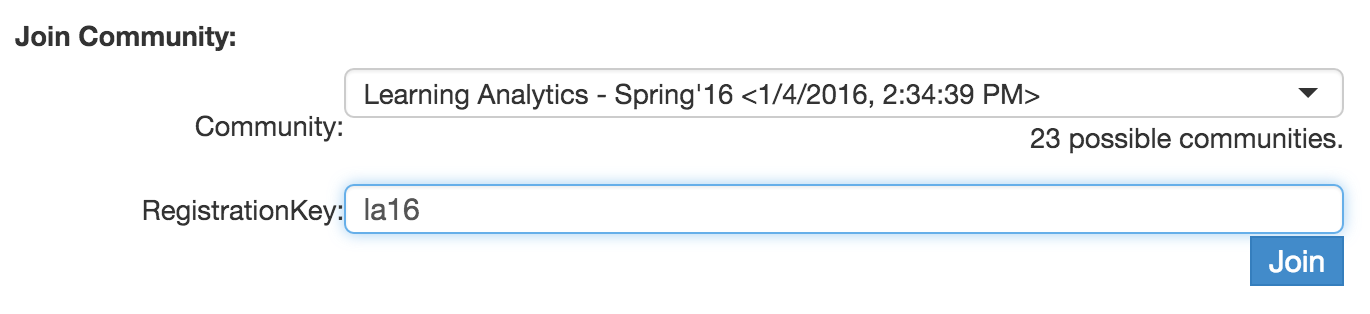 Join Community:
Learning Analytics - Spring'16 <1/4/2016, 2:34:39 PM>
Community:
23 possible communities.
RegistrationKey:
la16
Join